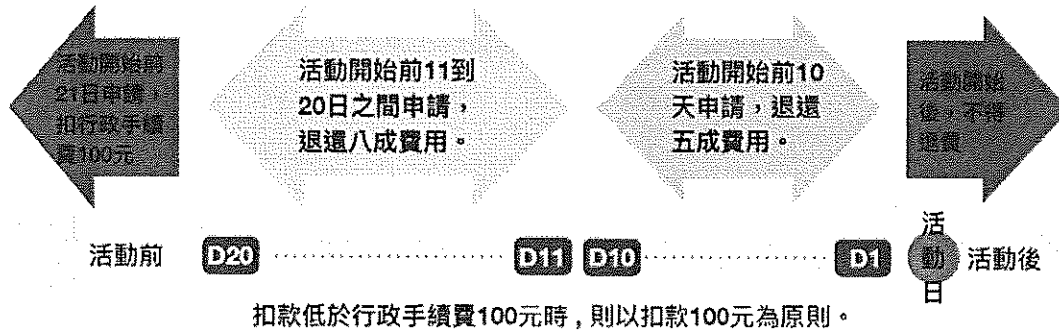 活動開始前
21日申請，
扣行政手續
費100元
活動開始前11到
20日之間申請，
退還八成費用。
活動開始前10
天申請，退還
五成費用。
活動開始
後，不得
退費
活動前
D20
D11
D10
D1
活動日
活動後
扣款低於行政手續費100元時，則以扣款100元為原則。